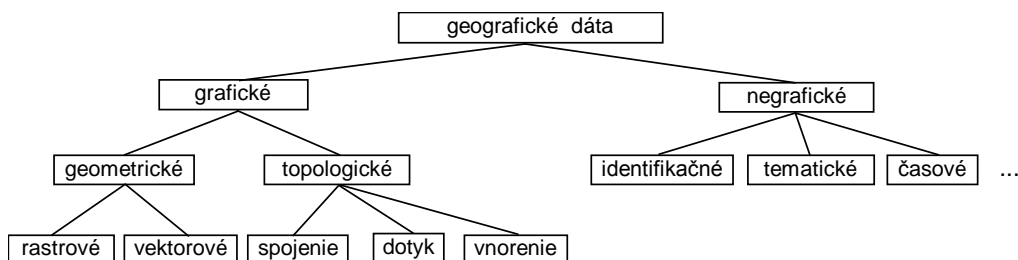 geografické dáta
grafické
negrafické
geometrické
topologické
identifikačné
tematické
časové
...
rastrové
vektorové
spojenie
dotyk
vnorenie